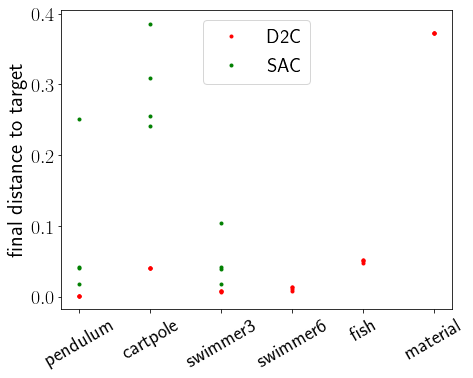 0.4
0.3
0.2
0.1
0.0
final distance to target
D2C
SAC
pendulum
cartpole
swimmer3
swimmer6
fish
material